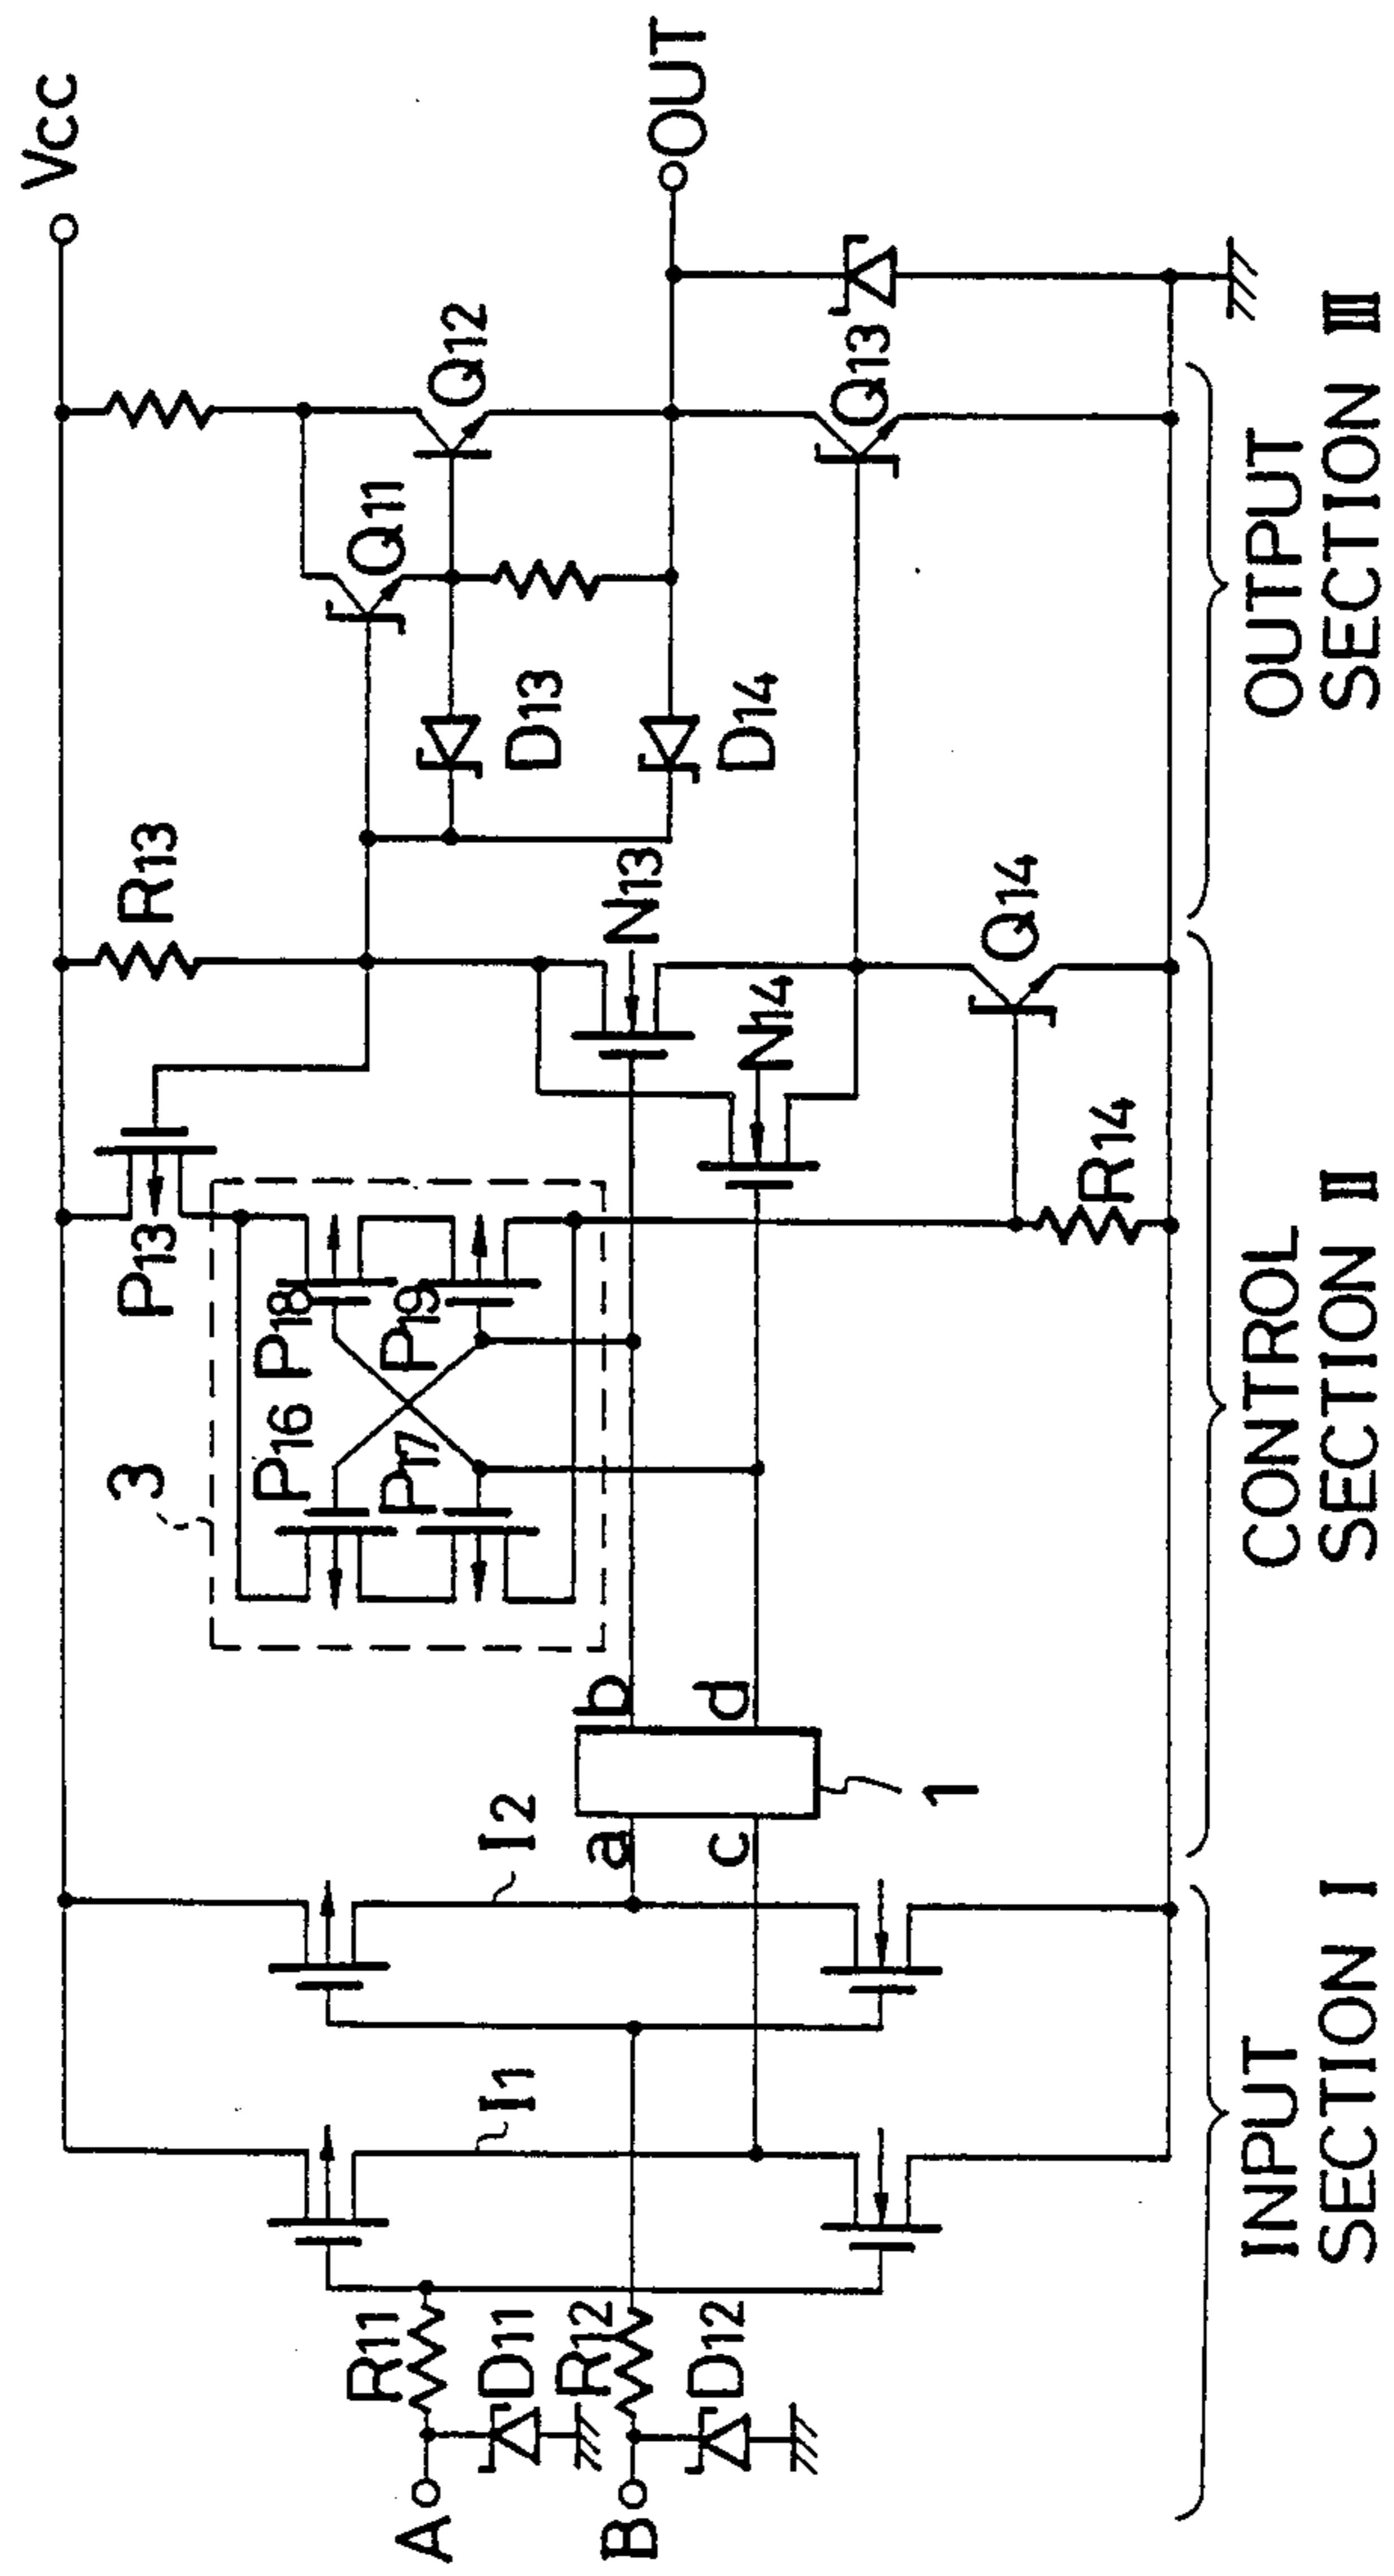 Vcc
OUT
R13
Q11
Q12
Q13
D13
D14
N13
N14
Q14
R14
P13
3
P16
P17
P18
P19
b
d
a
c
1
I2
I1
R11
D11
R12
D12
A
B
INPUT
SECTION I
CONTROL
SECTION II
OUTPUT
SECTION III